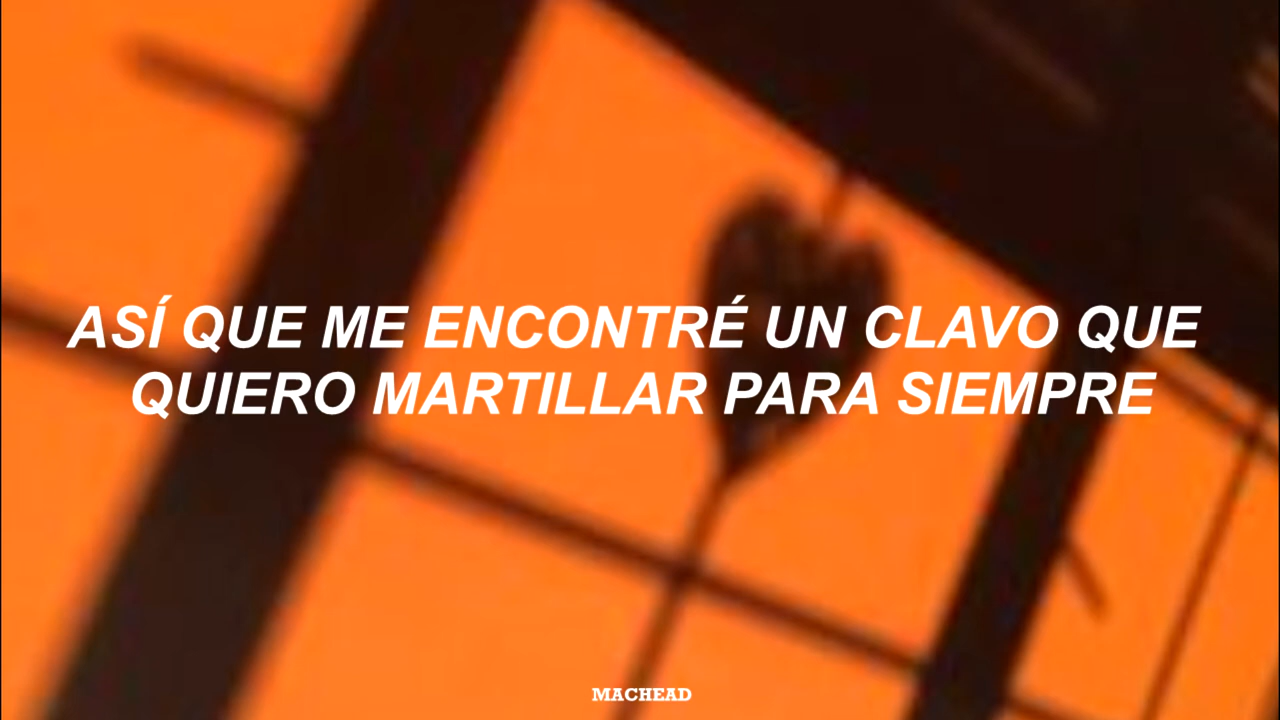 ASÍ QUE ME ENCONTRÉ UN CLAVO QUE
QUIERO MARTILLAR PARA SIEMPRE
MACHEAD